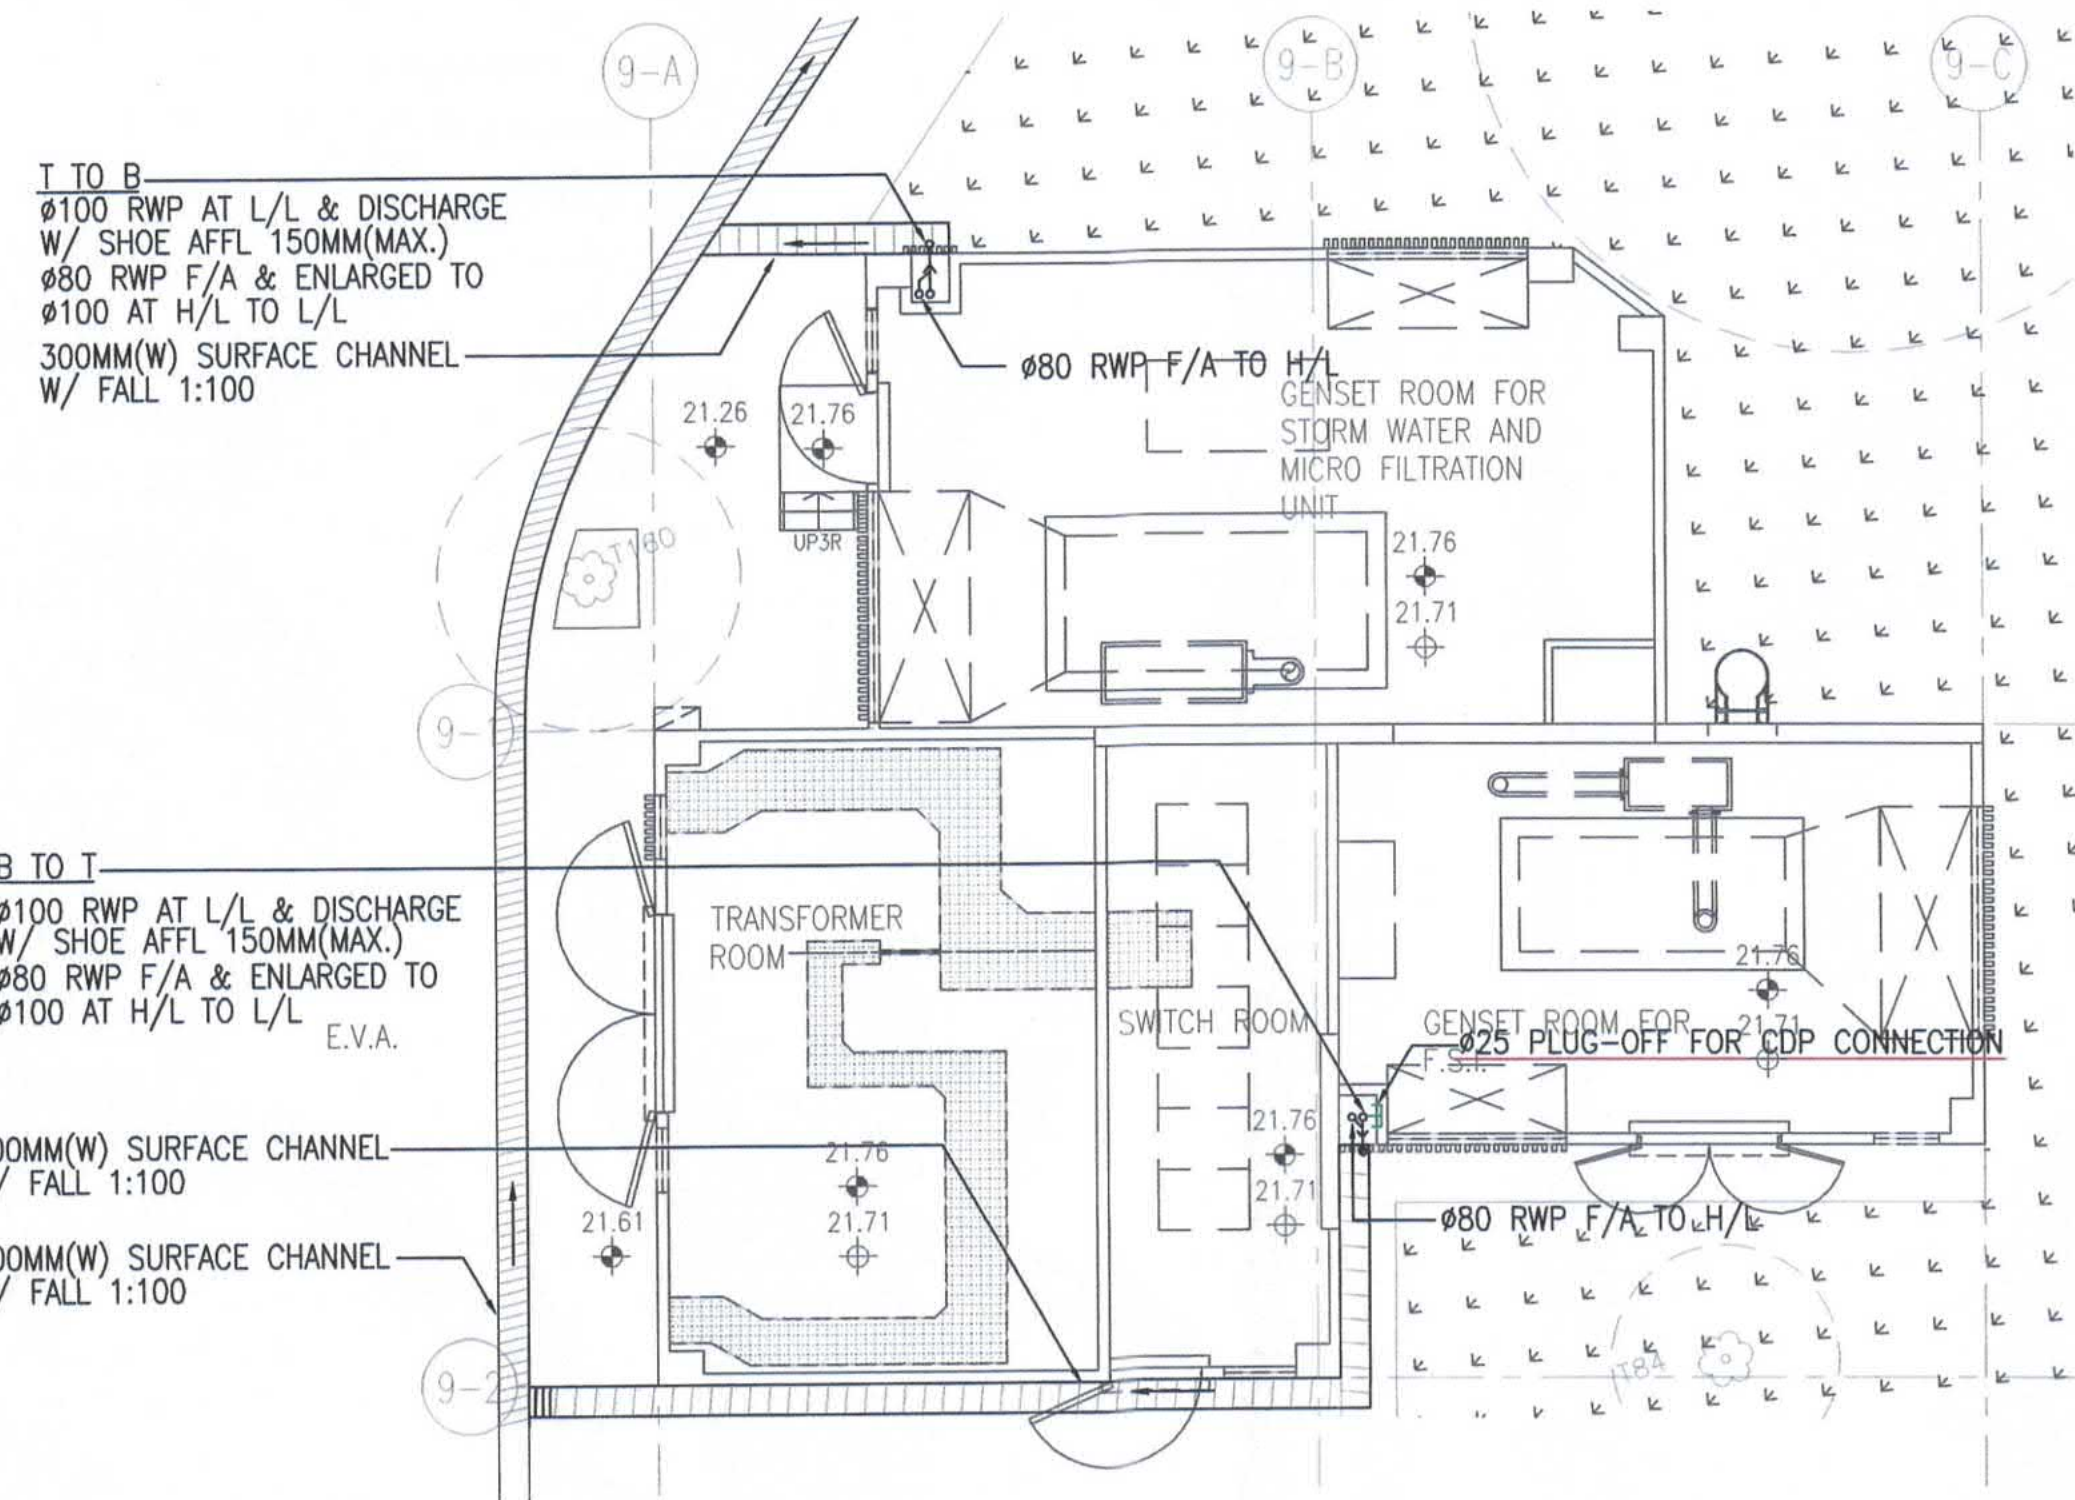 9-A
9-B
9-C
T TO B
ø100 RWP AT L/L & DISCHARGE
W/ SHOE AFFL 150MM(MAX.)
ø80 RWP F/A & ENLARGED TO
ø100 AT H/L TO L/L
300MM(W) SURFACE CHANNEL
W/ FALL 1:100
ø80 RWP F/A TO H/L
GENSET ROOM FOR
STORM WATER AND
MICRO FILTRATION
UNIT
21.26
21.76
UP3R
T160
21.76
21.71
9-
B TO T
ø100 RWP AT L/L & DISCHARGE
W/ SHOE AFFL 150MM(MAX.)
ø80 RWP F/A & ENLARGED TO
ø100 AT H/L TO L/L
E.V.A.
TRANSFORMER
ROOM
SWITCH ROOM
21.76
GENSET ROOM FOR
F.S.I.
21.71
ø25 PLUG-OFF FOR CDP CONNECTION
00MM(W) SURFACE CHANNEL
/ FALL 1:100
21.76
21.71
21.76
21.71
21.61
ø80 RWP F/A TO H/L
00MM(W) SURFACE CHANNEL
/ FALL 1:100
9-2
T184